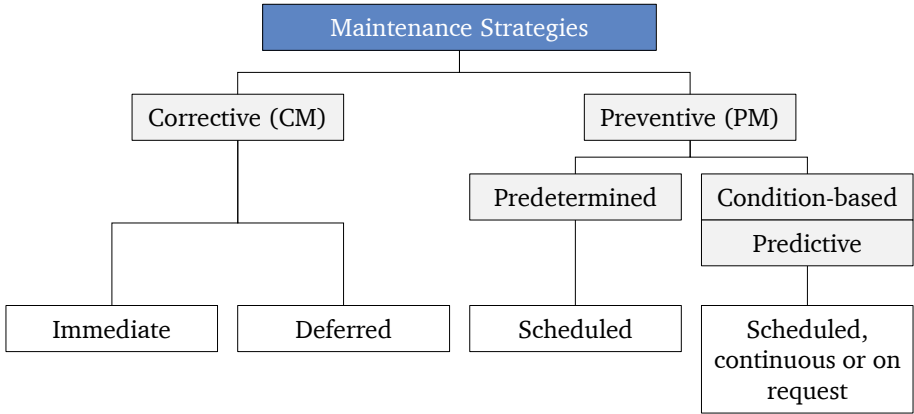 Maintenance Strategies
Corrective (CM)
Preventive (PM)
Predetermined
Condition-based
Predictive
Immediate
Deferred
Scheduled
Scheduled,
continuous or on
request